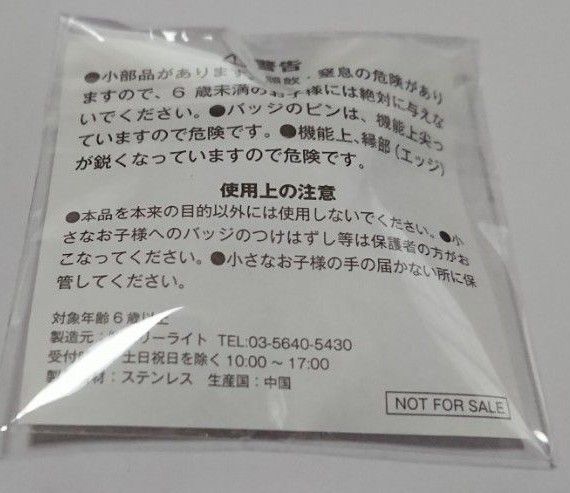 警告
●小部品があります 誤飲・窒息の危険があり
ますので、6歳未満のお子様には絶対に与えな
いでください。●バッジのピンは、機能上尖っ
ていますので危険です。●機能上、縁部(エッジ)
が鋭くなっていますので危険です。
使用上の注意
●本品を本来の目的以外には使用しないでください。●小
さなお子様へのバッジのつけはずし等は保護者の方がお
こなってください。●小さなお子様の手の届かない所に保
管してください。
対象年齢6歳以上
製造元: リーライト TEL:03-5640-5430
受付時 土日祝日を除く 10:00～17:00
製 材:ステンレス 生産国:中国
NOT FOR SALE